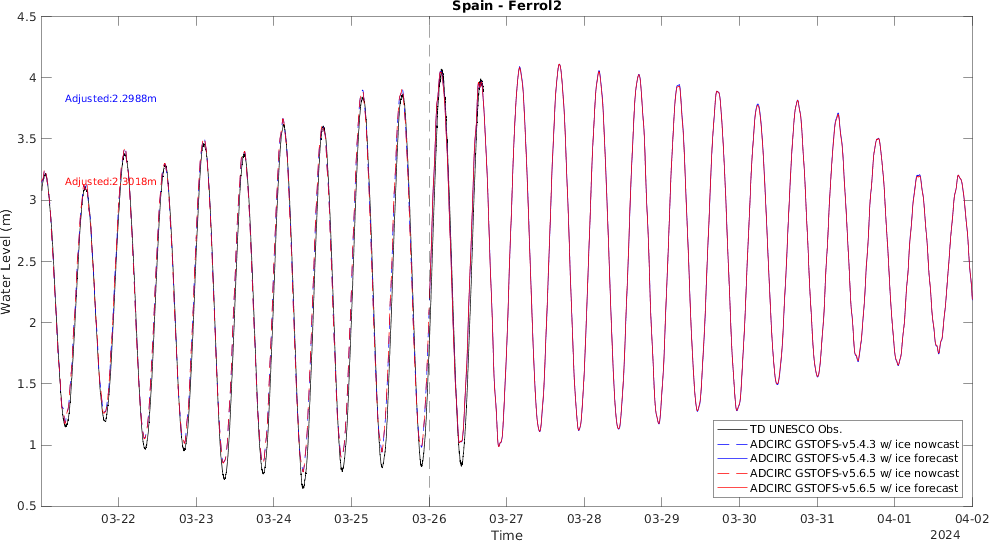 Spain - Ferrol2
4.5
4
3.5
3
2.5
2
1.5
1
0.5
Water Level (m)
Adjusted:2.2988m
Adjusted:2.3018m
TD UNESCO Obs.
ADCIRC GSTOFS-v5.4.3 w/ ice nowcast
ADCIRC GSTOFS-v5.4.3 w/ ice forecast
ADCIRC GSTOFS-v5.6.5 w/ ice nowcast
ADCIRC GSTOFS-v5.6.5 w/ ice forecast
03-22 03-23 03-24 03-25 03-26 03-27 03-28 03-29 03-30 03-31 04-01 04-02
Time
2024